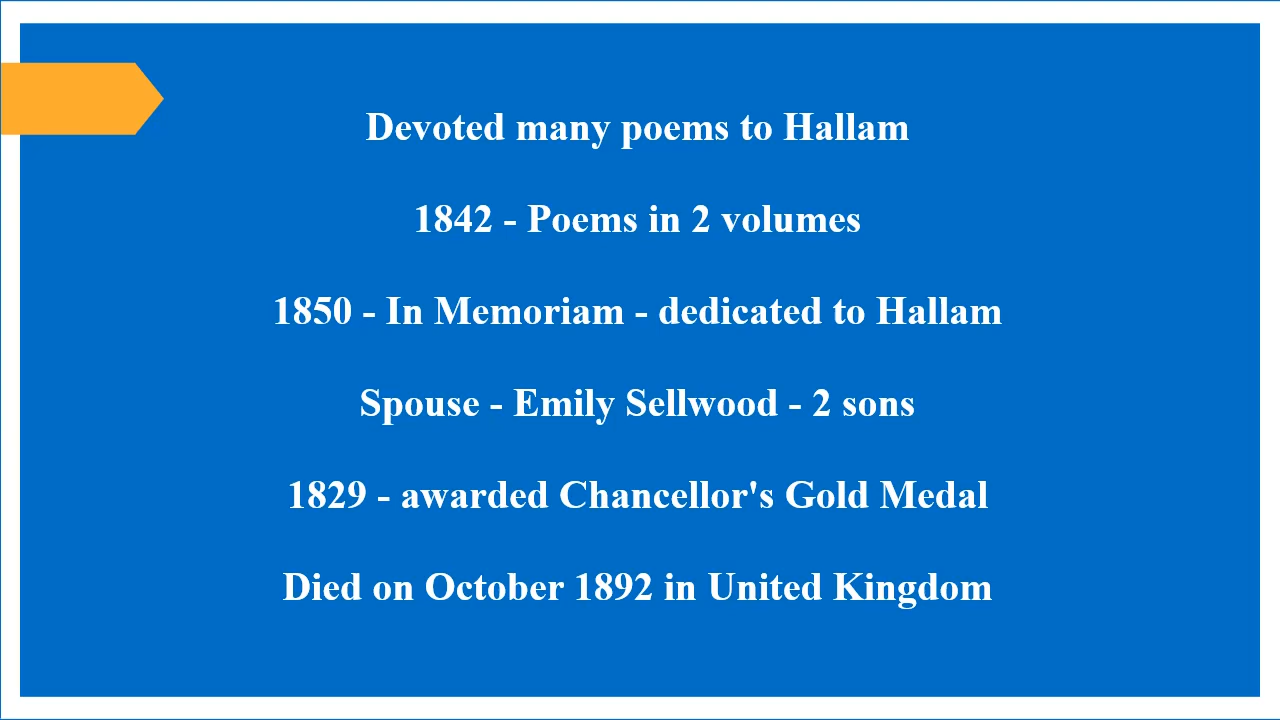 Devoted many poems to Hallam
1842 - Poems in 2 volumes
1850 - In Memoriam - dedicated to Hallam
Spouse - Emily Sellwood - 2 sons
1829 - awarded Chancellor's Gold Medal
Died on October 1892 in United Kingdom